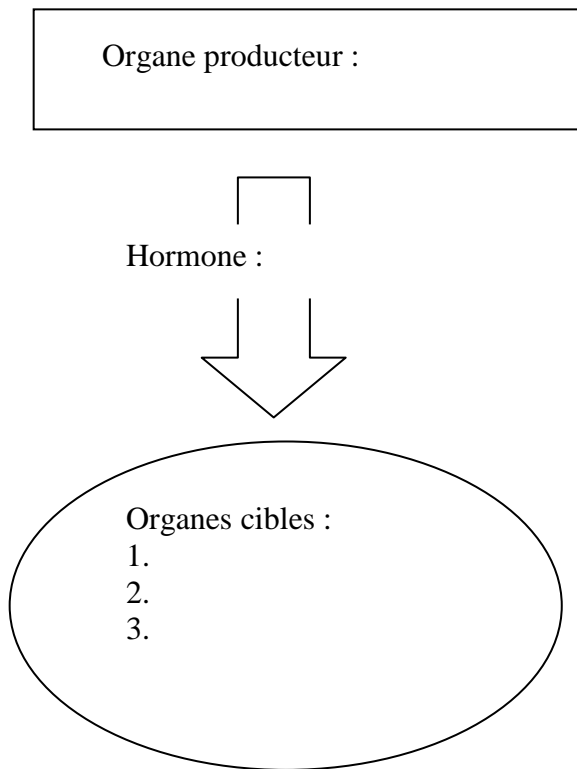 Organe producteur :
Hormone :
Organes cibles :
1.
2.
3.